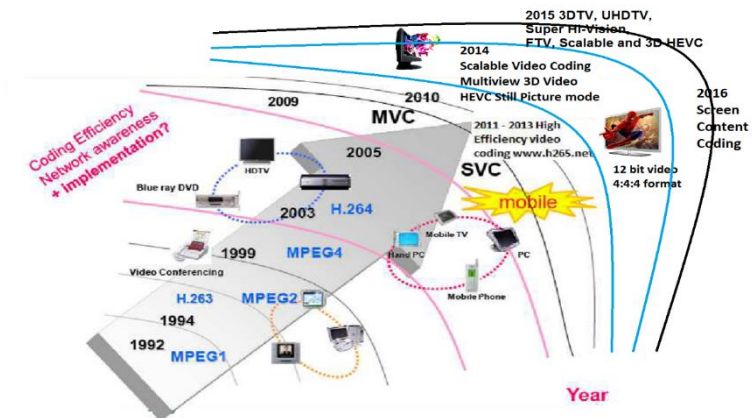 2015 3DTV, UHDTV,
Super Hi-Vision,
FTV, Scalable and 3D HEVC
2014
Scalable Video Coding
Multiview 3D Video
HEVC Still Picture mode
2016
Screen
Content
Coding
2009
2010
MVC
2011 - 2013 High
Efficiency video
coding www.h265.net
SVC
12 bit video
4:4:4 format
Coding Efficiency
Network awareness
+ implementation?
HDTV
2005
Blue ray DVD
2003
H.264
mobile
Mobile TV
Hand PC
PC
1999
MPEG4
Video Conferencing
Mobile Phone
H.263
MPEG2
1994
1992
MPEG1
Year